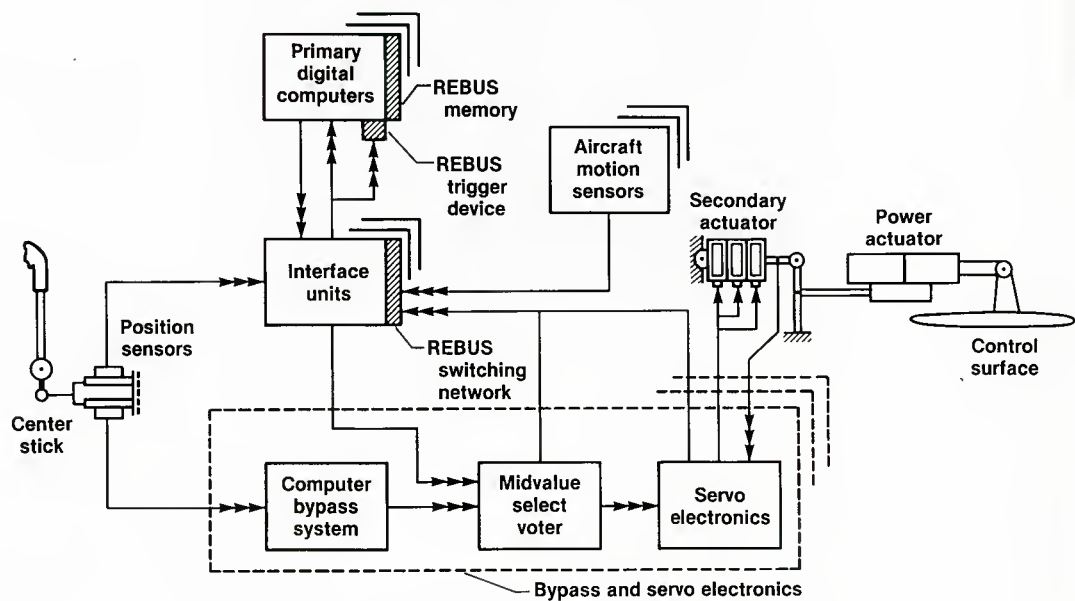 Primary
digital
computers
REBUS
memory
REBUS
trigger
device
Aircraft
motion
sensors
Secondary
actuator
Power
actuator
Interface
units
Position
sensors
REBUS
switching
network
Control
surface
Center
stick
Computer
bypass
system
Midvalue
select
voter
Servo
electronics
Bypass and servo electronics